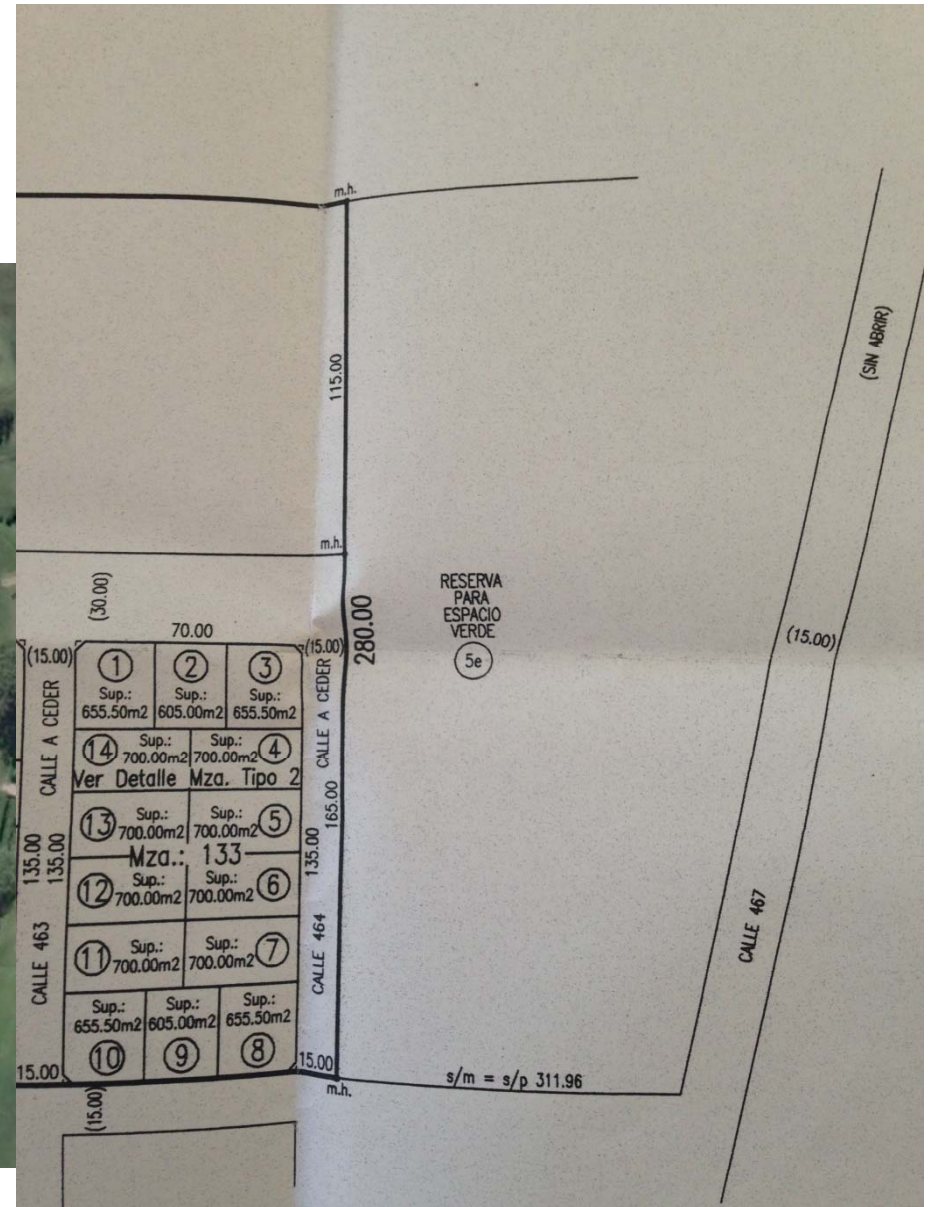 m.h.
115.00
(SIN ABRIR)
m.h.
(30.00)
70.00
280.00
RESERVA
PARA
ESPACIO
VERDE
5e
(15.00)
(15.00)
(15.00)
CALLE A CEDER
CALLE A CEDER
1
Sup.:
655.50m2
2
Sup.:
605.00m2
3
Sup.:
655.50m2
14
Sup.:
700.00m2
Sup.:
700.00m2
4
Ver Detalle Mza. Tipo 2
13
Sup.:
700.00m2
Sup.:
700.00m2
5
165.00
135.00
135.00
135.00
Mza.: 133
12
Sup.:
700.00m2
Sup.:
700.00m2
6
CALLE 463
CALLE 464
CALLE 467
11
Sup.:
700.00m2
Sup.:
700.00m2
7
Sup.:
655.50m2
10
Sup.:
605.00m2
9
Sup.:
655.50m2
8
15.00
15.00
m.h.
s/m = s/p 311.96
(15.00)